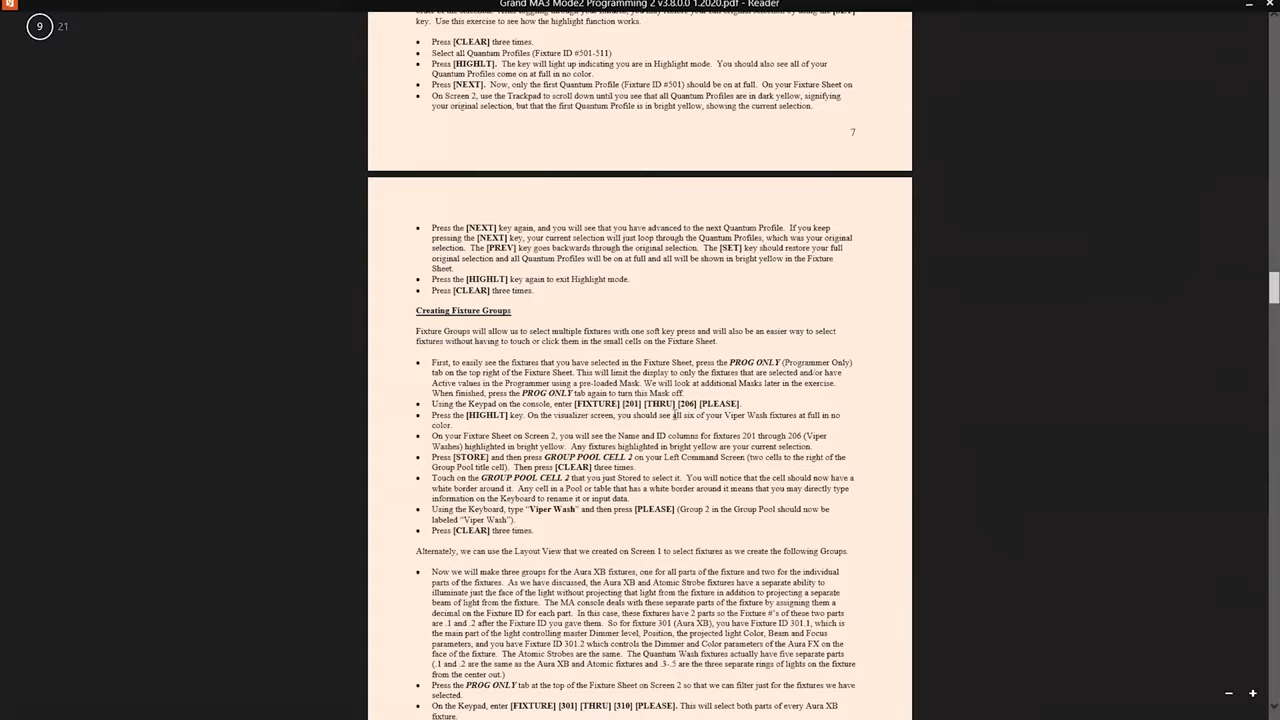 Grand MA3 Mode2 Programming 2 v3.8.0.0 1.2020.pdf - Reader
9 21
key. Use this exercise to see how the highlight function works.
• Press [CLEAR] three times.
• Select all Quantum Profiles (Fixture ID #501-511)
• Press [HIGHLT]. The key will light up indicating you are in Highlight mode. You should also see all of your
Quantum Profiles come on at full in no color.
• Press [NEXT]. Now, only the first Quantum Profile (Fixture ID #501) should be on at full. On your Fixture Sheet on
• On Screen 2, use the Trackpad to scroll down until you see that all Quantum Profiles are in dark yellow, signifying
your original selection, but that the first Quantum Profile is in bright yellow, showing the current selection.
7
• Press the [NEXT] key again, and you will see that you have advanced to the next Quantum Profile. If you keep
pressing the [NEXT] key, your current selection will just loop through the Quantum Profiles, which was your original
selection. The [PREV] key goes backwards through the original selection. The [SET] key should restore your full
original selection and all Quantum Profiles will be on at full and all will be shown in bright yellow in the Fixture
Sheet.
• Press the [HIGHLT] key again to exit Highlight mode.
• Press [CLEAR] three times.
Creating Fixture Groups
Fixture Groups will allow us to select multiple fixtures with one soft key press and will also be an easier way to select
fixtures without having to touch or click them in the small cells on the Fixture Sheet.
• First, to easily see the fixtures that you have selected in the Fixture Sheet, press the PROG ONLY (Programmer Only)
tab on the top right of the Fixture Sheet. This will limit the display to only the fixtures that are selected and/or have
Active values in the Programmer using a pre-loaded Mask. We will look at additional Masks later in the exercise.
When finished, press the PROG ONLY tab again to turn this Mask off.
• Using the Keypad on the console, enter [FIXTURE] [201] [THRU] [206] [PLEASE].
• Press the [HIGHLT] key. On the visualizer screen, you should see all six of your Viper Wash fixtures at full in no
color.
• On your Fixture Sheet on Screen 2, you will see the Name and ID columns for fixtures 201 through 206 (Viper
Washes) highlighted in bright yellow. Any fixtures highlighted in bright yellow are your current selection.
• Press [STORE] and then press GROUP POOL CELL 2 on your Left Command Screen (two cells to the right of the
Group Pool title cell). Then press [CLEAR] three times.
• Touch on the GROUP POOL CELL 2 that you just Stored to select it. You will notice that the cell should now have a
white border around it. Any cell in a Pool or table that has a white border around it means that you may directly type
information on the Keyboard to rename it or input data.
• Using the Keyboard, type “Viper Wash” and then press [PLEASE] (Group 2 in the Group Pool should now be
labeled “Viper Wash”).
• Press [CLEAR] three times.
Alternately, we can use the Layout View that we created on Screen 1 to select fixtures as we create the following Groups.
• Now we will make three groups for the Aura XB fixtures, one for all parts of the fixture and two for the individual
parts of the fixtures. As we have discussed, the Aura XB and Atomic Strobe fixtures have a separate ability to
illuminate just the face of the light without projecting that light from the fixture in addition to projecting a separate
beam of light from the fixture. The MA console deals with these separate parts of the fixture by assigning them a
decimal on the Fixture ID for each part. In this case, these fixtures have 2 parts so the Fixture #'s of these two parts
are .1 and .2 after the Fixture ID you gave them. So for fixture 301 (Aura XB), you have Fixture ID 301.1, which is
the main part of the light controlling master Dimmer level, Position, the projected light Color, Beam and Focus
parameters, and you have Fixture ID 301.2 which controls the Dimmer and Color parameters of the Aura FX on the
face of the fixture. The Atomic Strobes are the same. The Quantum Wash fixtures actually have five separate parts
(.1 and .2 are the same as the Aura XB and Atomic fixtures and .3-.5 are the three separate rings of lights on the fixture
from the center out.)
• Press the PROG ONLY tab at the top of the Fixture Sheet on Screen 2 so that we can filter just for the fixtures we have
selected.
• On the Keypad, enter [FIXTURE] [301] [THRU] [310] [PLEASE]. This will select both parts of every Aura XB
fixture.